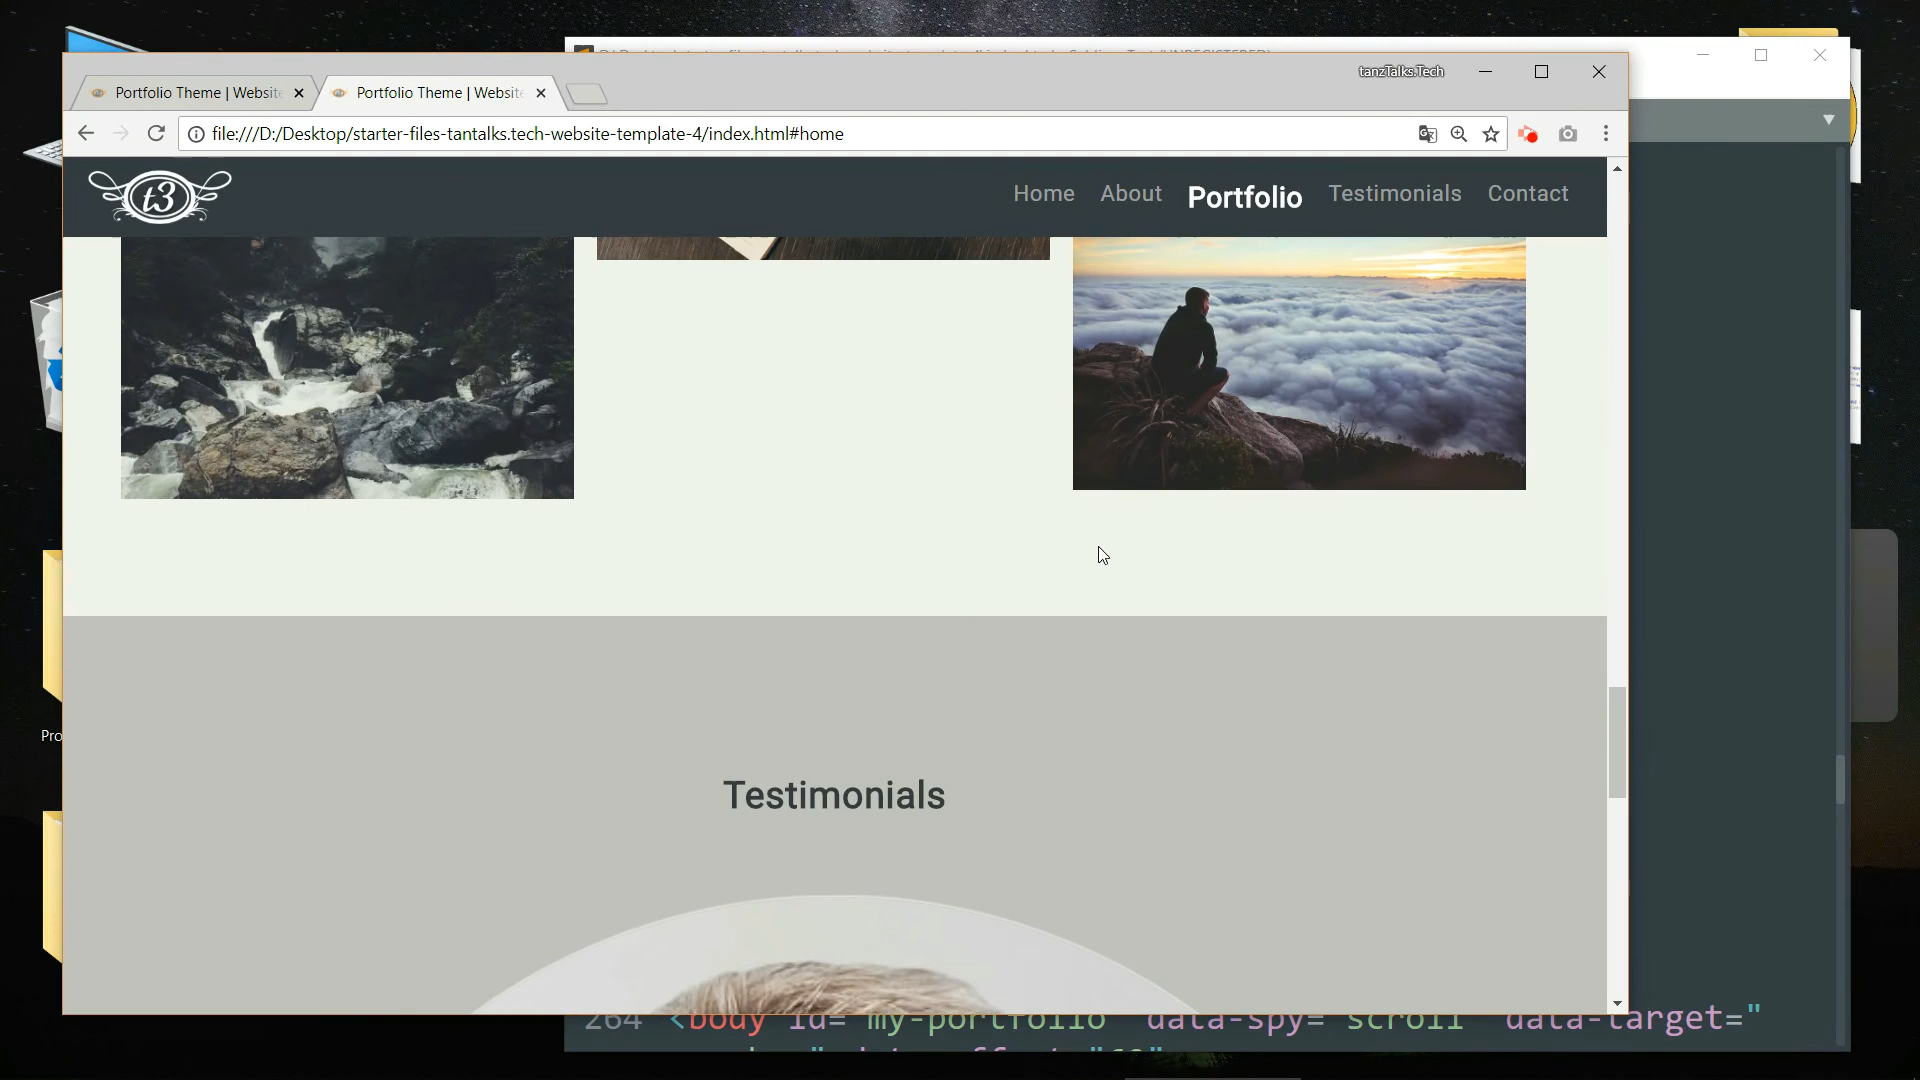 tanzTalks.Tech
Portfolio Theme | Website
Portfolio Theme | Website
file:///D:/Desktop/starter-files-tantalks.tech-website-template-4/index.html#home
t3
Home About Portfolio Testimonials Contact
Testimonials
Pro
264 <body id="my-portfolio" data-spy="scroll" data-target="